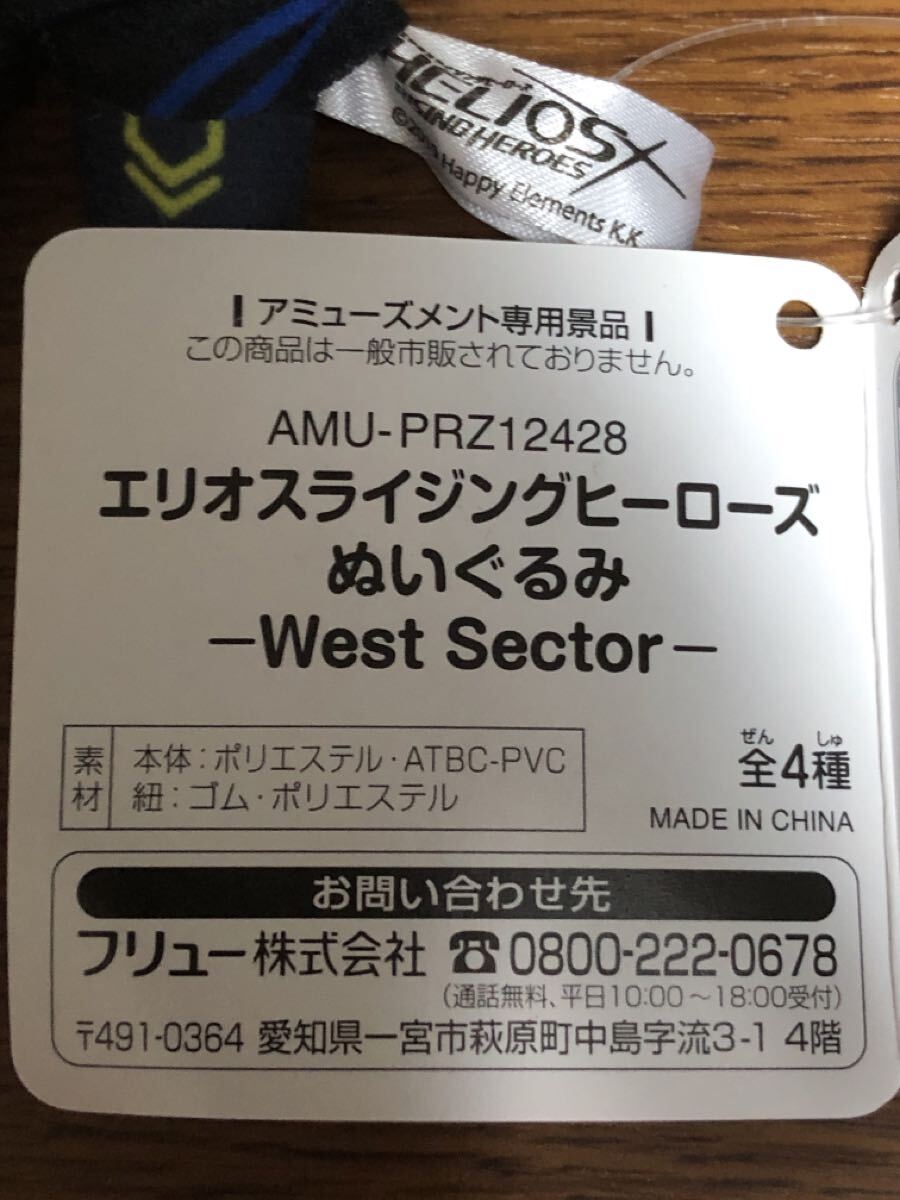 HELIOS
RISING HEROES
Happy Elements K.K
アミューズメント専用景品
この商品は一般市販されておりません。
AMU-PRZ12428
エリオスライジングヒーローズ
ぬいぐるみ
−West Sector−
素材
本体:ポリエステル・ATBC-PVC
紐:ゴム・ポリエステル
ぜん しゅ
全4種
MADE IN CHINA
お問い合わせ先
フリュー株式会社 ☎0800-222-0678
(通話無料、平日10:00〜18:00受付)
〒491-0364 愛知県一宮市萩原町中島字流3-1 4階